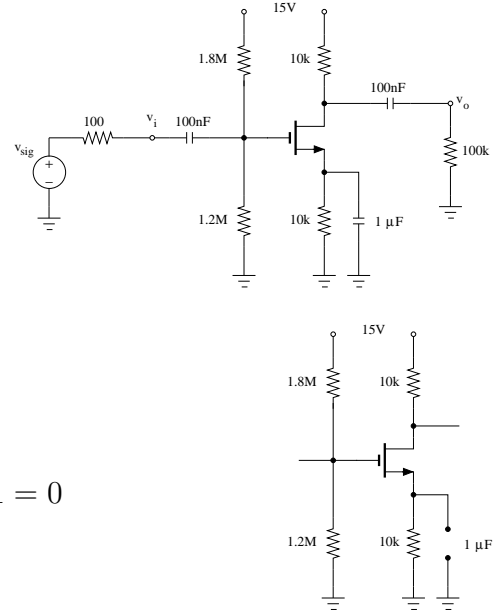 15V
1.8M 10k
100nF
100 v_i 100nF v_o
v_sig + − 100k
1.2M 10k 1 μF
15V
1.8M 10k
= 0
1.2M 10k 1 μF